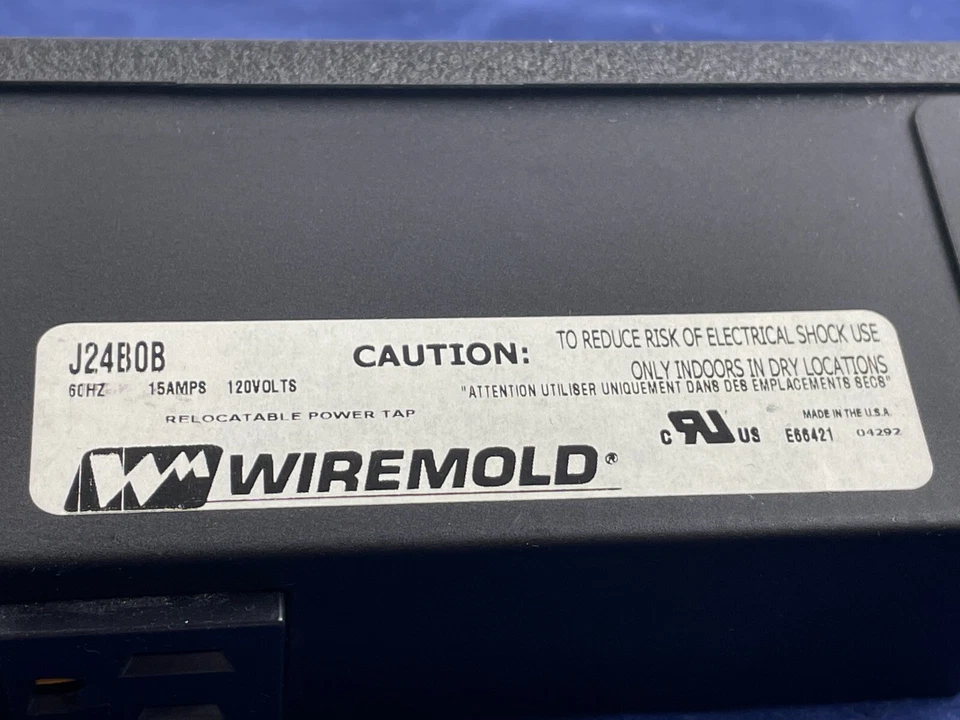 J24B0B
60HZ 15AMPS 120VOLTS
RELOCATABLE POWER TAP
CAUTION:
TO REDUCE RISK OF ELECTRICAL SHOCK USE
ONLY INDOORS IN DRY LOCATIONS
"ATTENTION UTILISER UNIQUEMENT DANS DES EMPLACEMENTS SECS"
MADE IN THE U.S.A.
C RU US E66421 04292
WIREMOLD®